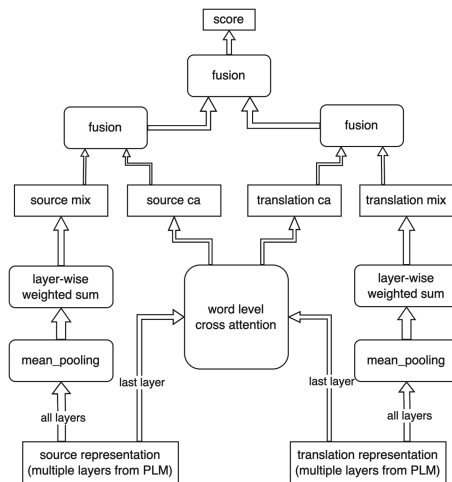 score
fusion
fusion
fusion
source mix
source ca
translation ca
translation mix
layer-wise
weighted sum
word level
cross attention
layer-wise
weighted sum
mean_pooling
mean_pooling
last layer
last layer
all layers
all layers
source representation
(multiple layers from PLM)
translation representation
(multiple layers from PLM)